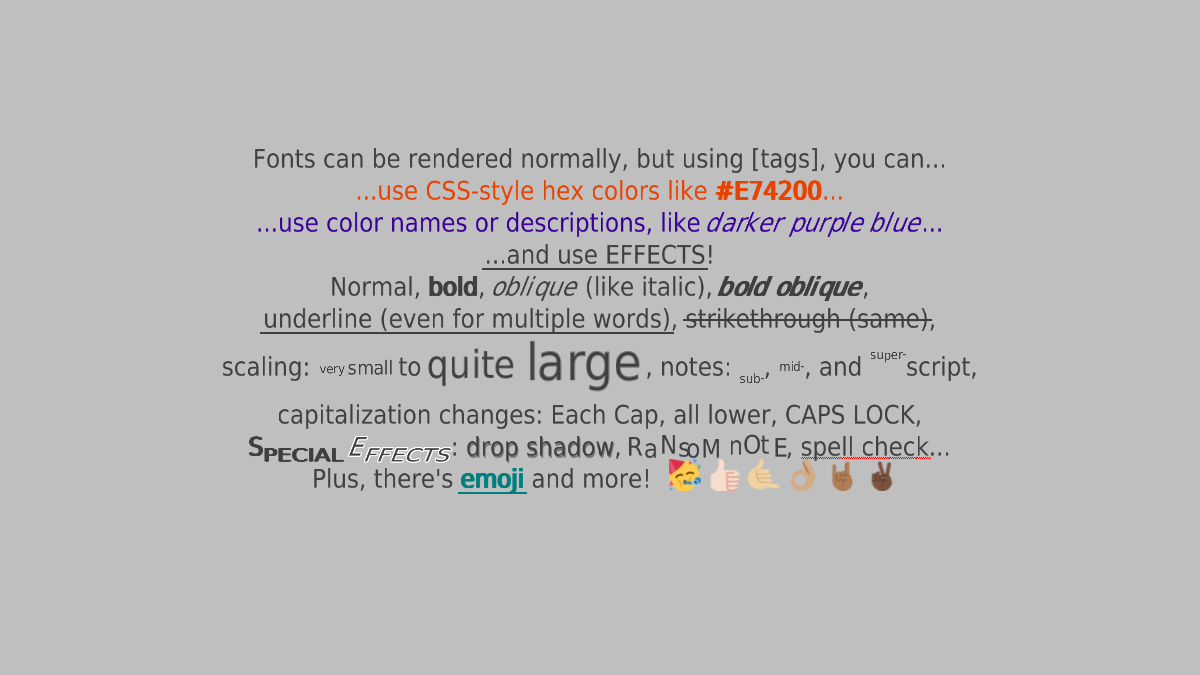 Fonts can be rendered normally, but using [tags], you can...
...use CSS-style hex colors like #E74200...
...use color names or descriptions, like darker purple blue...
...and use EFFECTS!
Normal, bold, oblique (like italic), bold oblique,
underline (even for multiple words), strikethrough (same),
scaling: very small to quite large, notes: sub-, mid-, and super-script,
capitalization changes: Each Cap, all lower, CAPS LOCK,
SPECIAL EFFECTS: drop shadow, RaNsoM nOtE, spell check...
Plus, there's emoji and more! 🥳👍🏻🤙🏼👌🏽🤘🏾✌🏿